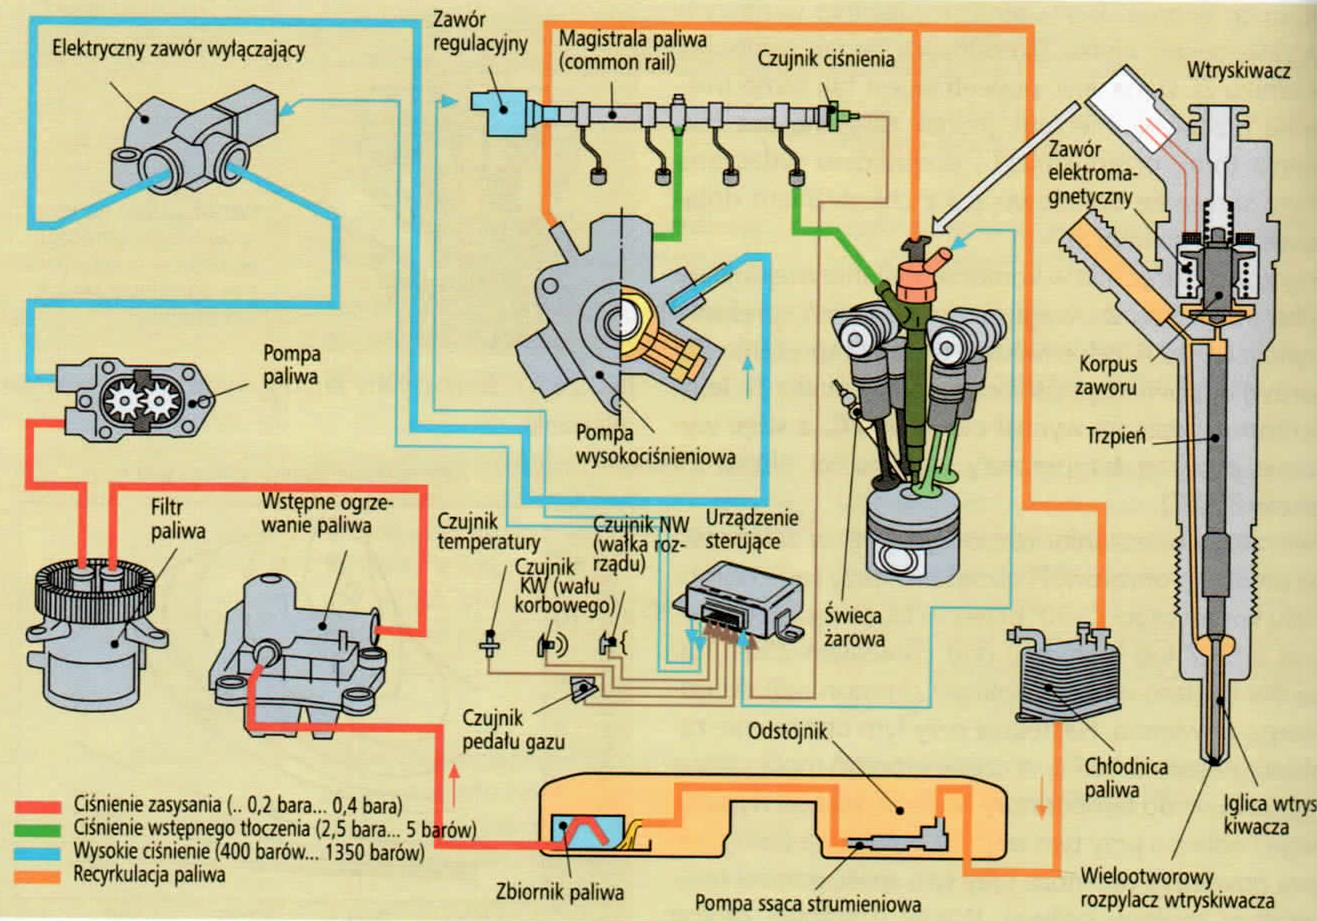 Elektryczny zawór wyłączający
Zawór
regulacyjny
Magistrala paliwa
(common rail)
Czujnik ciśnienia
Wtryskiwacz
Zawór
elektroma-
gnetyczny
Pompa
paliwa
Korpus
zaworu
Trzpień
Pompa
wysokociśnieniowa
Filtr
paliwa
Wstępne ogrze-
wanie paliwa
Czujnik
temperatury
Czujnik
KW (wału
korbowego)
Czujnik NW
(wałka roz-
rządu)
Urządzenie
sterujące
Świeca
żarowa
Czujnik
pedału gazu
Odstojnik
Chłodnica
paliwa
Iglica wtrys
kiwacza
Ciśnienie zasysania (.. 0,2 bara... 0,4 bara)
Ciśnienie wstępnego tłoczenia (2,5 bara... 5 barów)
Wysokie ciśnienie (400 barów... 1350 barów)
Recyrkulacja paliwa
Zbiornik paliwa
Pompa ssąca strumieniowa
Wielootworowy
rozpylacz wtryskiwacza